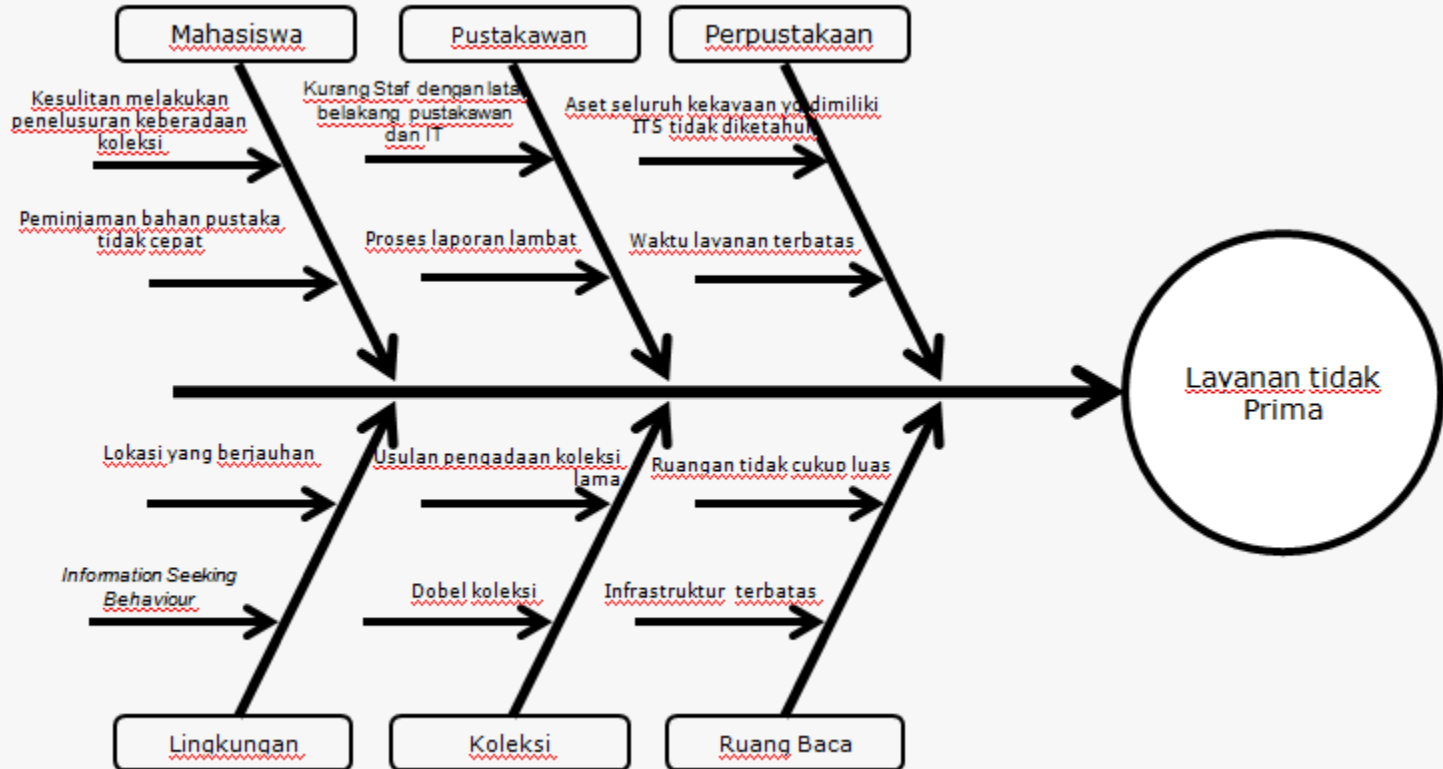 Mahasiswa
Pustakawan
Perpustakaan
Kesulitan melakukan
penelusuran keberadaan
koleksi
Kurang Staf dengan lata
belakang pustakawan
dan IT
Aset seluruh kekayaan yg dimiliki
ITS tidak diketahui
Peminjaman bahan pustaka
tidak cepat
Proses laporan lambat
Waktu lavanan terbatas
Lavanan tidak
Prima
Lokasi yang berjauhan
Usulan pengadaan koleksi
lama
Ruangan tidak cukup luas
Information Seeking
Behaviour
Dobel koleksi
Infrastruktur terbatas
Lingkungan
Koleksi
Ruang Baca